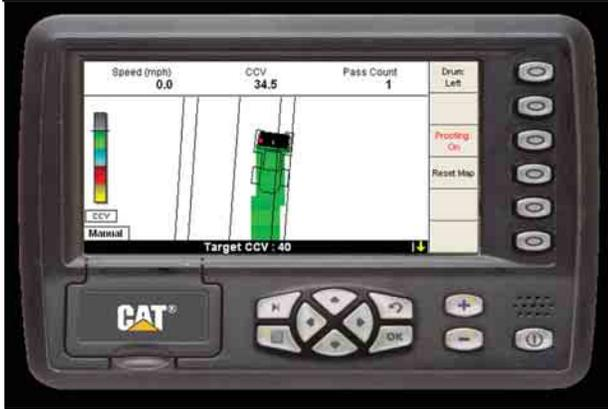 Speed (mph) CCV Pass Count
0.0 34.5 1
Drum:
Left
Proofing:
On
Reset Map
CCV
Manual
Target CCV : 40
CAT®
OK